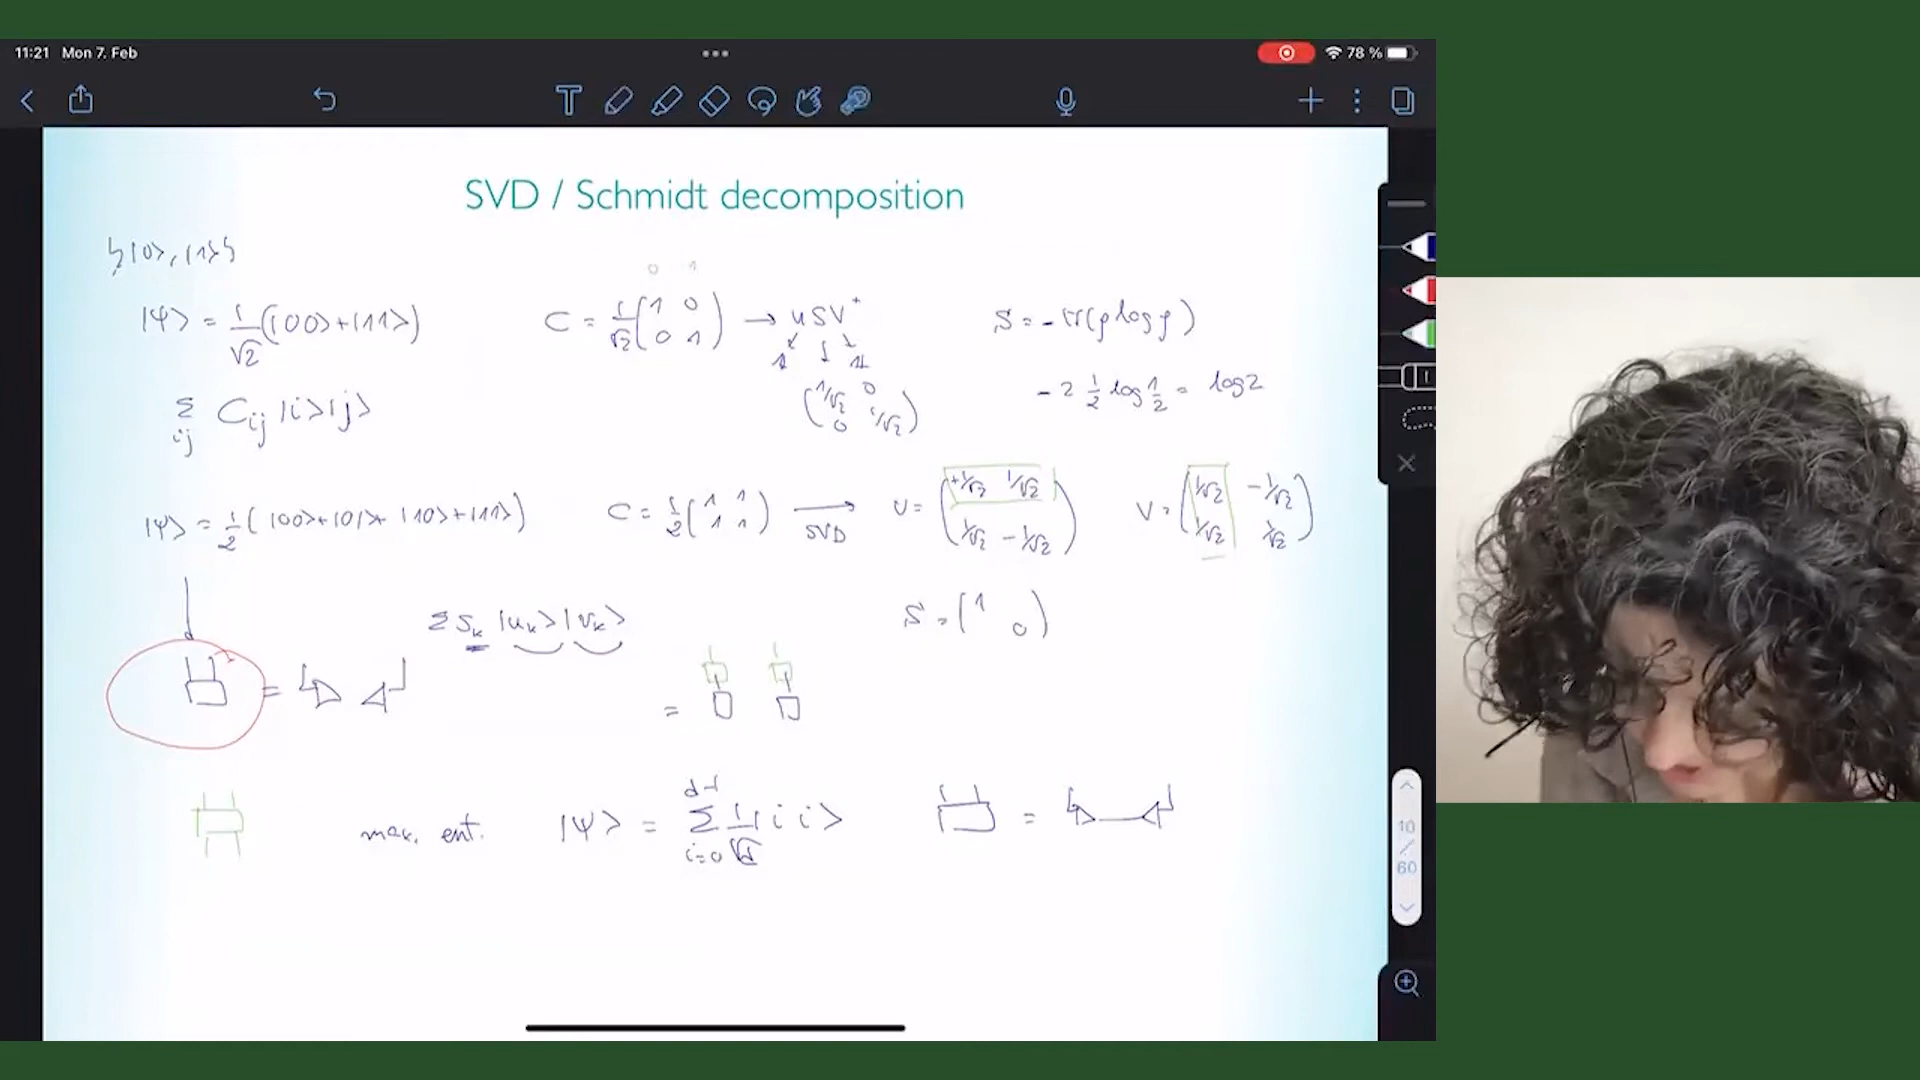 11:21 Mon 7. Feb
78 %
SVD / Schmidt decomposition
{|0>, |1>}
0 1
|ψ> = 1/√2 (|00> + |11>)
C = 1/√2 (1 0 0 1) → USV⁺
1 ↓ 1
(1/√2 0 0 1/√2)
S = - tr(ρ log ρ)
- 2 1/2 log 1/2 = log 2
Σ ij C ij |i>|j>
|ψ> = 1/2 (|00> + |01> + |10> + |11>)
C = 1/2 (1 1 1 1) → SVD
U = (+1/√2 1/√2 1/√2 -1/√2)
V = (1/√2 -1/√2 1/√2 1/√2)
Σ S k |u k>|v k>
S = (1 0)
= =
max. ent.
|ψ> = Σ i=0 d-1 1/√d |i i>
=
10
/
60